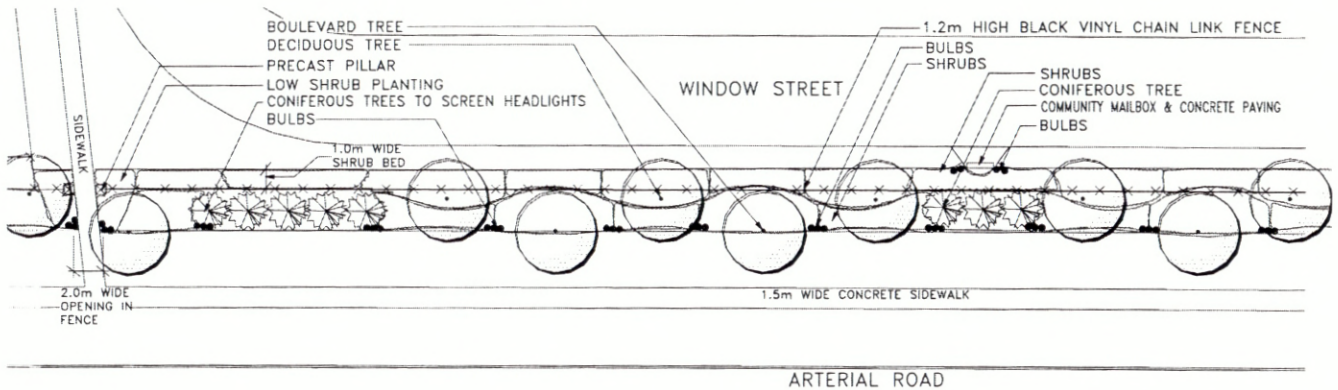 BOULEVARD TREE
DECIDUOUS TREE
PRECAST PILLAR
LOW SHRUB PLANTING
CONIFEROUS TREES TO SCREEN HEADLIGHTS
BULBS
1.2m HIGH BLACK VINYL CHAIN LINK FENCE
BULBS
SHRUBS
WINDOW STREET
SHRUBS
CONIFEROUS TREE
COMMUNITY MAILBOX & CONCRETE PAVING
BULBS
SIDEWALK
1.0m WIDE
SHRUB BED
2.0m WIDE
OPENING IN
FENCE
1.5m WIDE CONCRETE SIDEWALK
ARTERIAL ROAD